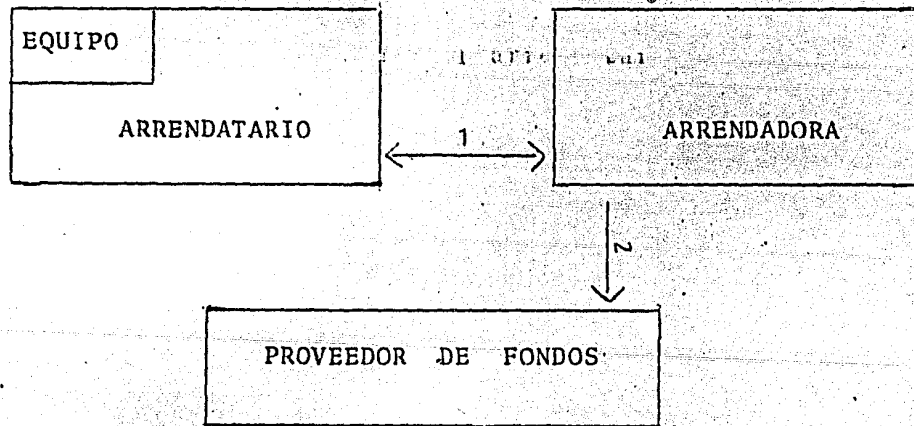 EQUIPO
ARRENDATARIO
1
ARRENDADORA
2
PROVEEDOR DE FONDOS